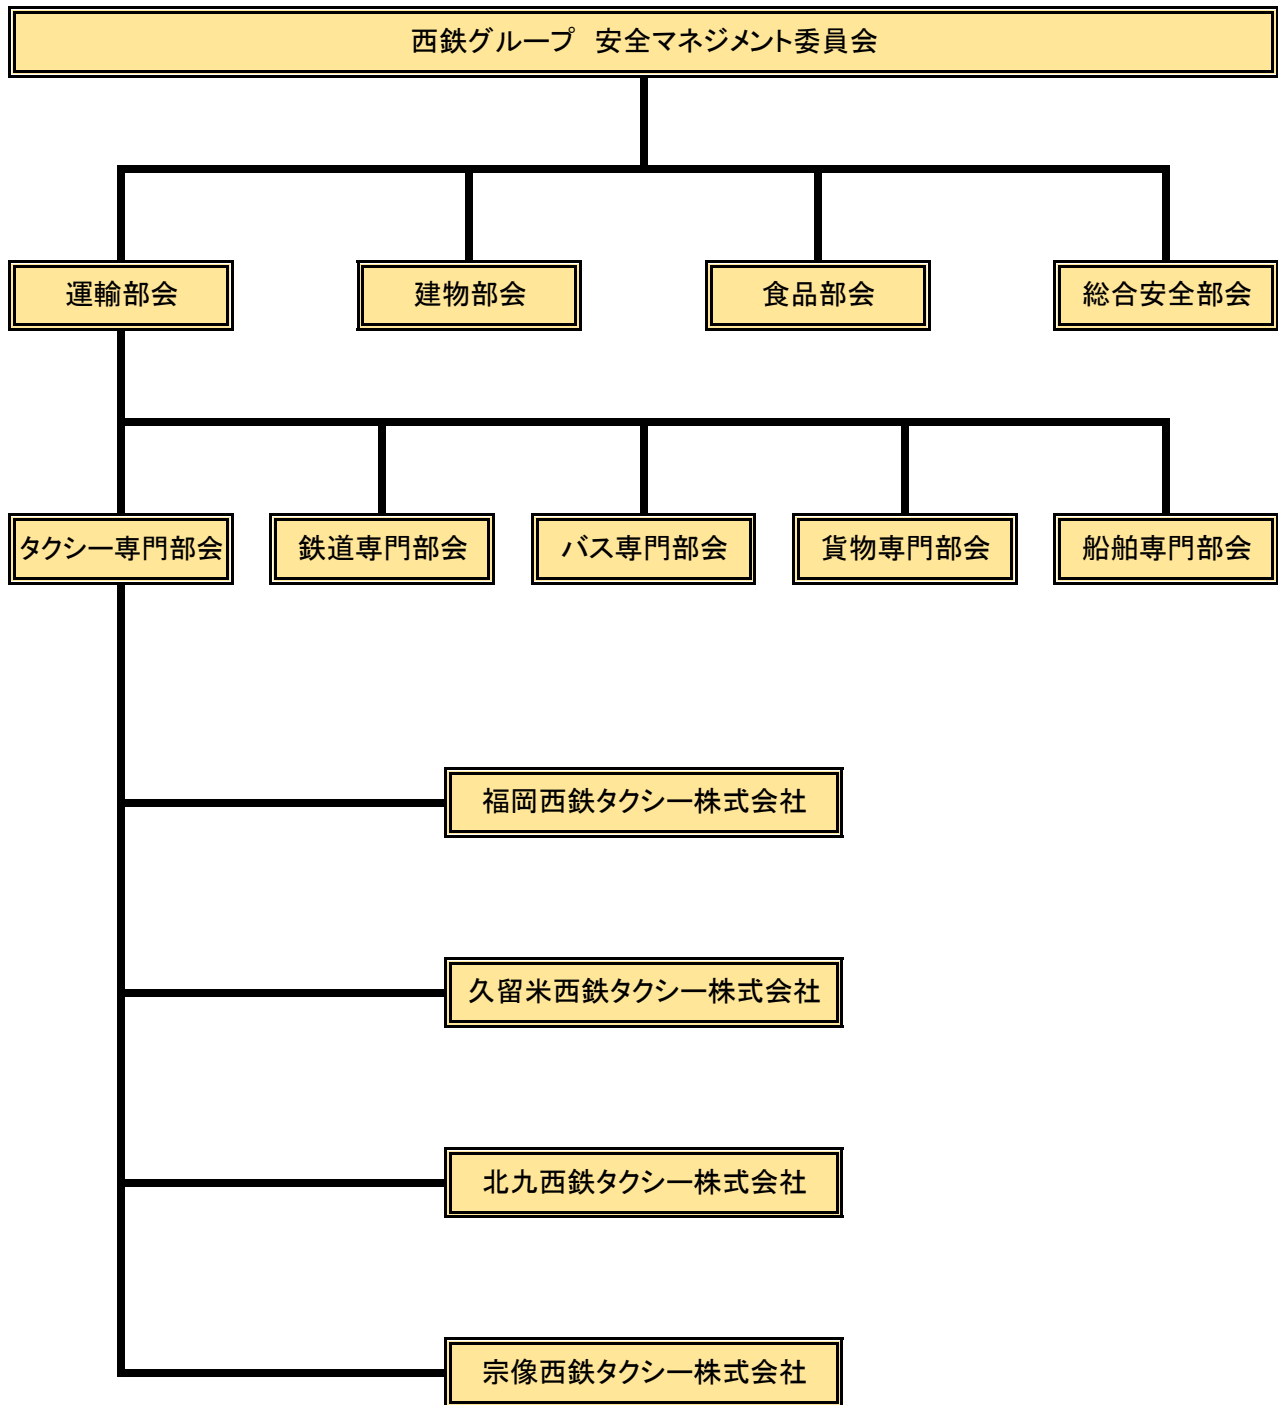 西鉄グループ　安全マネジメント委員会
運輸部会
建物部会
食品部会
総合安全部会
タクシー専門部会
鉄道専門部会
バス専門部会
貨物専門部会
船舶専門部会
福岡西鉄タクシー株式会社
久留米西鉄タクシー株式会社
北九西鉄タクシー株式会社
宗像西鉄タクシー株式会社